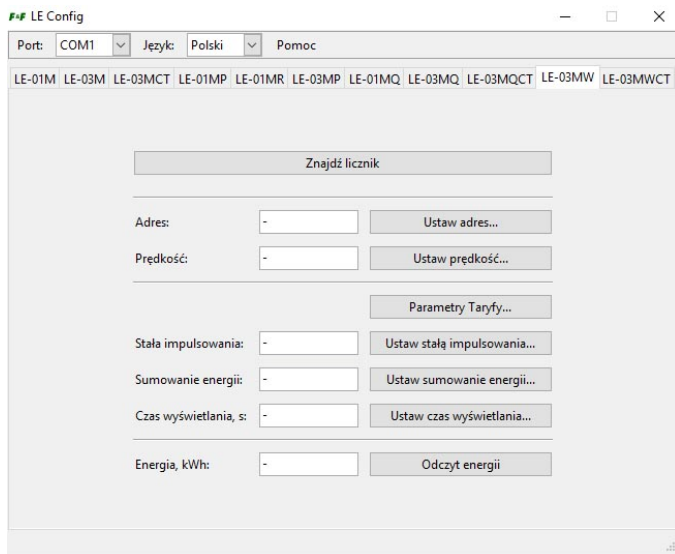 F&F LE Config
Port: COM1 Język: Polski Pomoc
LE-01M LE-03M LE-03MCT LE-01MP LE-01MR LE-03MP LE-01MQ LE-03MQ LE-03MQCT LE-03MW LE-03MWCT
Znajdź licznik
Adres: - Ustaw adres...
Prędkość: - Ustaw prędkość...
Parametry Taryfy...
Stała impulsowania: - Ustaw stałą impulsowania...
Sumowanie energii: - Ustaw sumowanie energii...
Czas wyświetlania, s: - Ustaw czas wyświetlania...
Energia, kWh: - Odczyt energii